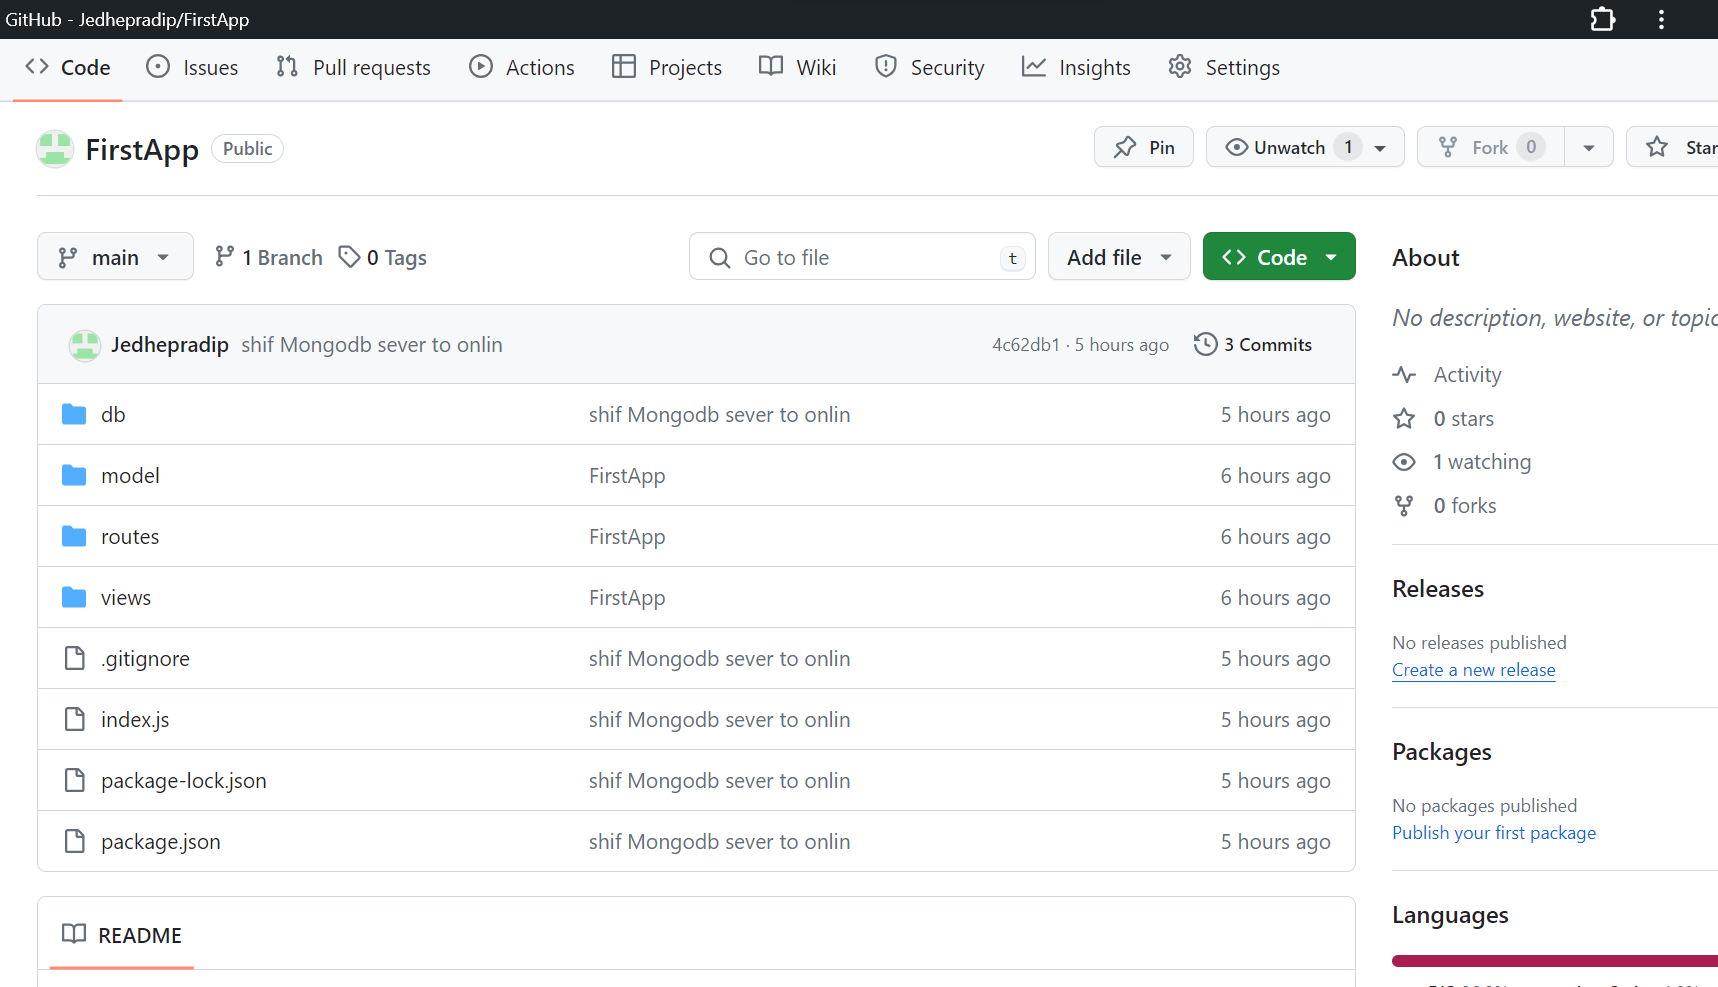 GitHub - Jedhepradip/FirstApp
Code Issues Pull requests Actions Projects Wiki Security Insights Settings
FirstApp Public Pin Unwatch 1 Fork 0 Star
main 1 Branch 0 Tags Go to file t Add file Code
Jedhepradip shif Mongodb sever to onlin 4c62db1 · 5 hours ago 3 Commits
db shif Mongodb sever to onlin 5 hours ago
model FirstApp 6 hours ago
routes FirstApp 6 hours ago
views FirstApp 6 hours ago
.gitignore shif Mongodb sever to onlin 5 hours ago
index.js shif Mongodb sever to onlin 5 hours ago
package-lock.json shif Mongodb sever to onlin 5 hours ago
package.json shif Mongodb sever to onlin 5 hours ago
README
About
No description, website, or topic
Activity
0 stars
1 watching
0 forks
Releases
No releases published
Create a new release
Packages
No packages published
Publish your first package
Languages